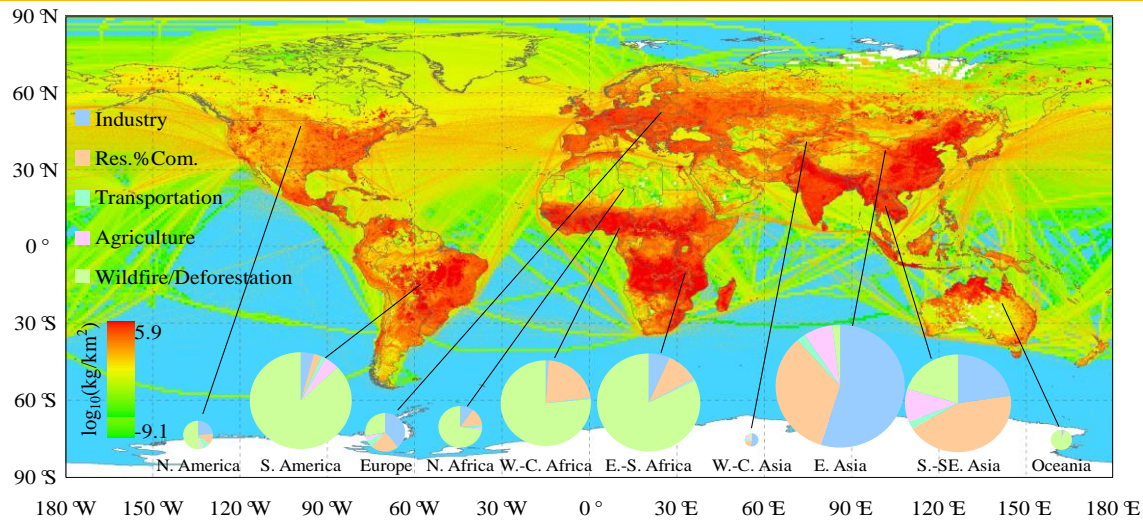 90 °N
60 °N
30 °N
0 °
30 °S
60 °S
90 °S
Industry
Res.%Com.
Transportation
Agriculture
Wildfire/Deforestation
log10(kg/km2)
5.9
-9.1
N. America
S. America
Europe
N. Africa
W.-C. Africa
E.-S. Africa
W.-C. Asia
E. Asia
S.-SE. Asia
Oceania
180 °W 150 °W 120 °W 90 °W 60 °W 30 °W 0 ° 30 °E 60 °E 90 °E 120 °E 150 °E 180 °E